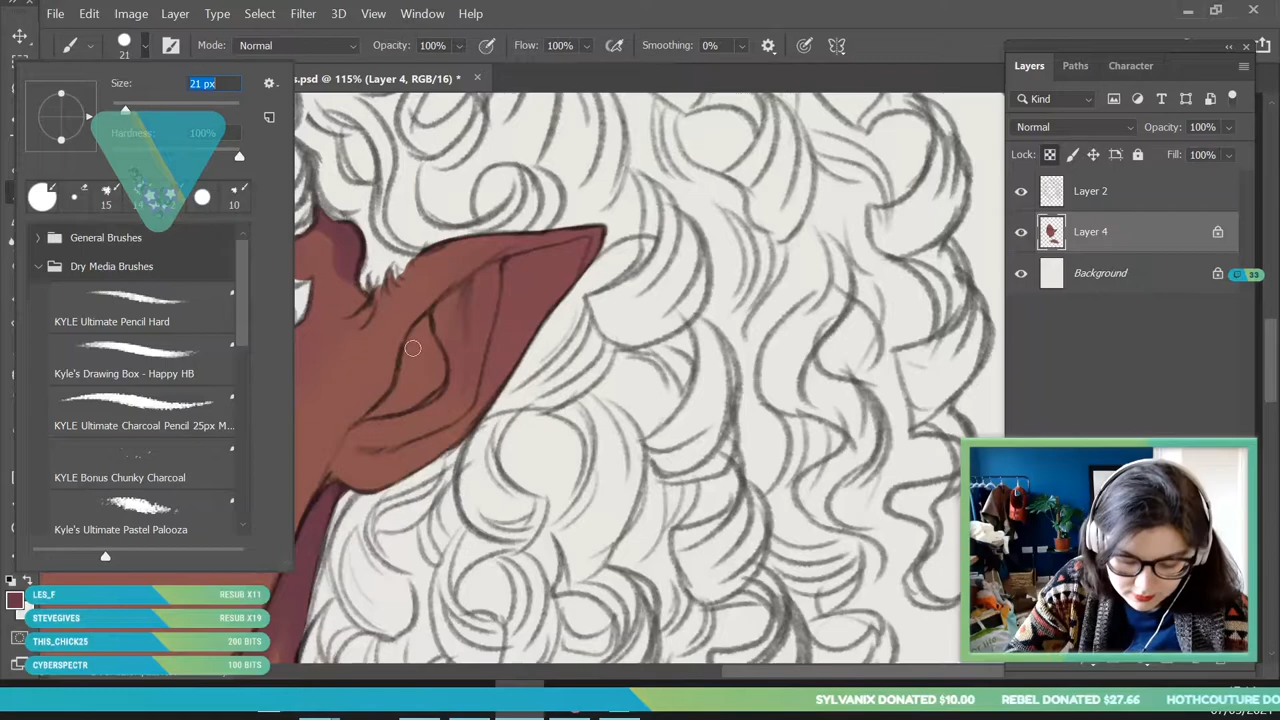 File Edit Image Layer Type Select Filter 3D View Window Help
21 Mode: Normal Opacity: 100% Flow: 100% Smoothing: 0%
s.psd @ 115% (Layer 4, RGB/16) *
Size: 21 px
Hardness: 100%
15 14 10
General Brushes
Dry Media Brushes
KYLE Ultimate Pencil Hard
Kyle's Drawing Box - Happy HB
KYLE Ultimate Charcoal Pencil 25px M...
KYLE Bonus Chunky Charcoal
Kyle's Ultimate Pastel Palooza
Layers Paths Character
Kind
Normal Opacity: 100%
Lock: Fill: 100%
Layer 2
Layer 4
Background
33
LES_F RESUB X11
STEVEGIVES RESUB X19
THIS_CHICK25 200 BITS
CYBERSPECTR 100 BITS
SYLVANIX DONATED $10.00 REBEL DONATED $27.66 HOTHCOUTURE DO